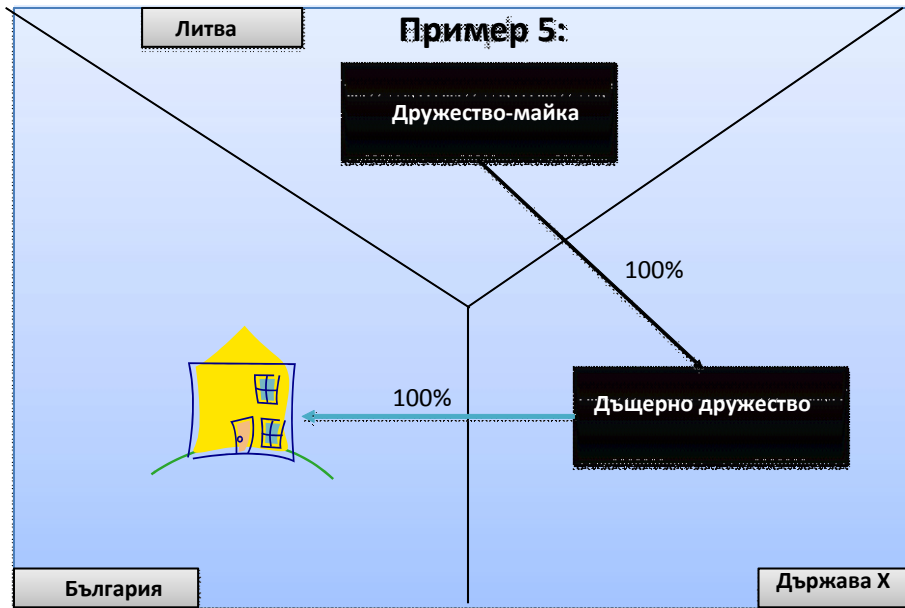 Литва
Пример 5:
Дружество-майка
100%
100%
Дъщерно дружество
България
Държава X